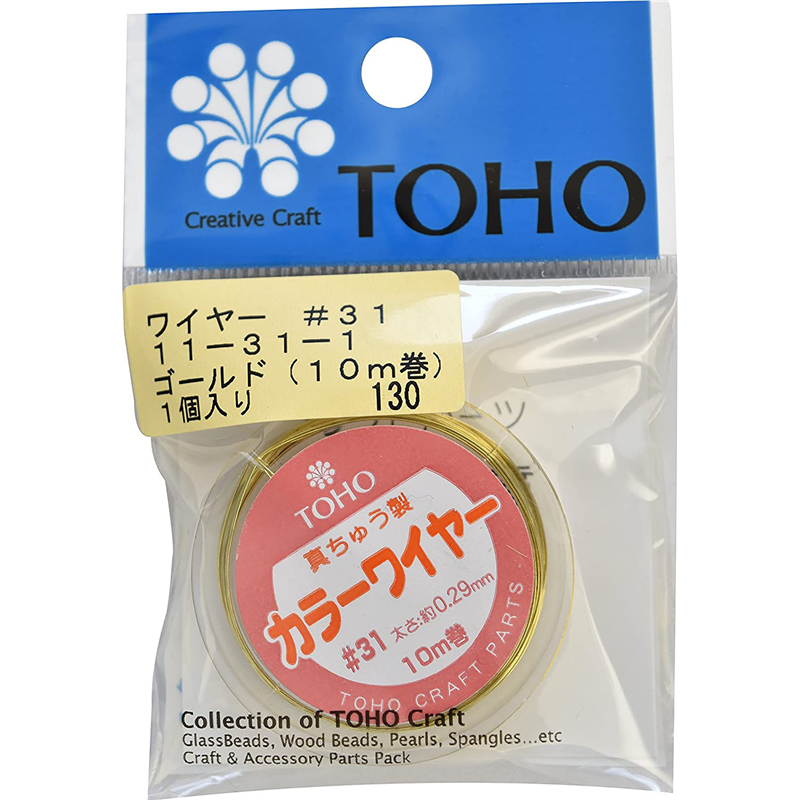 Creative Craft
TOHO
ワイヤー ＃３１
１１－３１－１
ゴールド（１０ｍ巻）
１個入り 130
TOHO
真ちゅう製
カラーワイヤー
#31 太さ:約0.29mm
10m巻
TOHO CRAFT PARTS
Collection of TOHO Craft
GlassBeads, Wood Beads, Pearls, Spangles...etc
Craft & Accessory Parts Pack